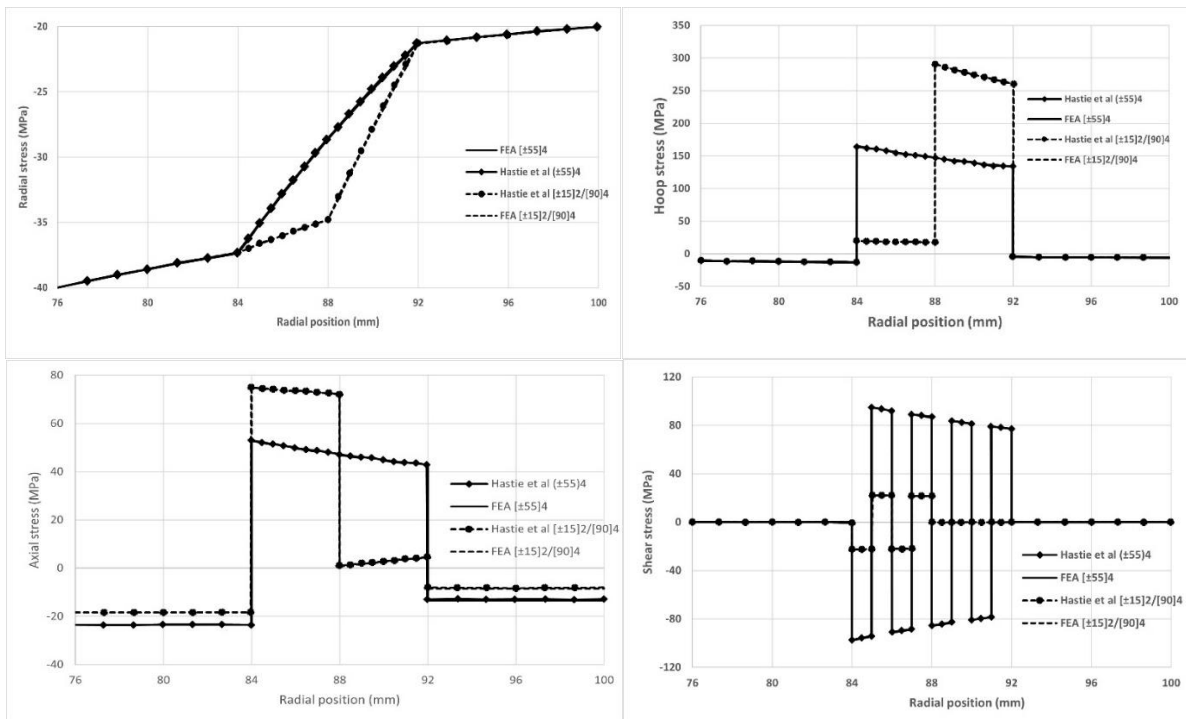 -20
-25
-30
-35
-40
Radial stress (MPa)
FEA [±55]4
Hastie et al (±55)4
Hastie et al [±15]2/[90]4
FEA [±15]2/[90]4
76 80 84 88 92 96 100
Radial position (mm)
350
300
250
200
150
100
50
0
-50
Hoop stress (MPa)
Hastie et al (±55)4
FEA [±55]4
Hastie et al [±15]2/[90]4
FEA [±15]2/[90]4
76 80 84 88 92 96 100
Radial position (mm)
80
60
40
20
0
-20
-40
Axial stress (MPa)
Hastie et al (±55)4
FEA [±55]4
Hastie et al [±15]2/[90]4
FEA [±15]2/[90]4
76 80 84 88 92 96 100
Radial position (mm)
120
80
40
0
-40
-80
-120
Shear stress (MPa)
Hastie et al (±55)4
FEA [±55]4
Hastie et al [±15]2/[90]4
FEA [±15]2/[90]4
76 80 84 88 92 96 100
Radial position (mm)